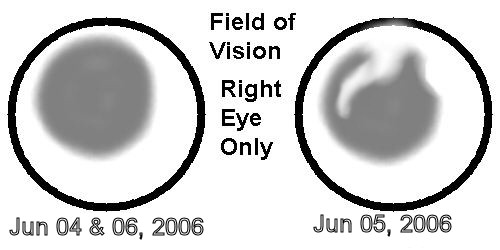 Field of
Vision
Right
Eye
Only
Jun 04 & 06, 2006
Jun 05, 2006